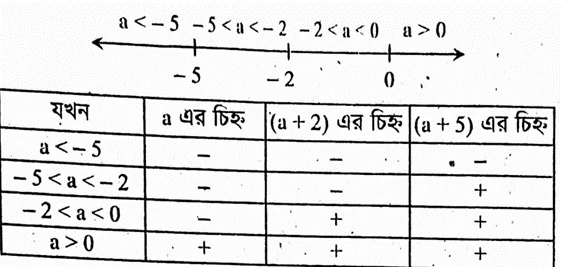 a < – 5 – 5 < a < – 2 – 2 < a < 0 a > 0
– 5 – 2 0
যখন a এর চিহ্ন (a + 2) এর চিহ্ন (a + 5) এর চিহ্ন
a < – 5 – – –
– 5 < a < – 2 – – +
– 2 < a < 0 – + +
a > 0 + + +